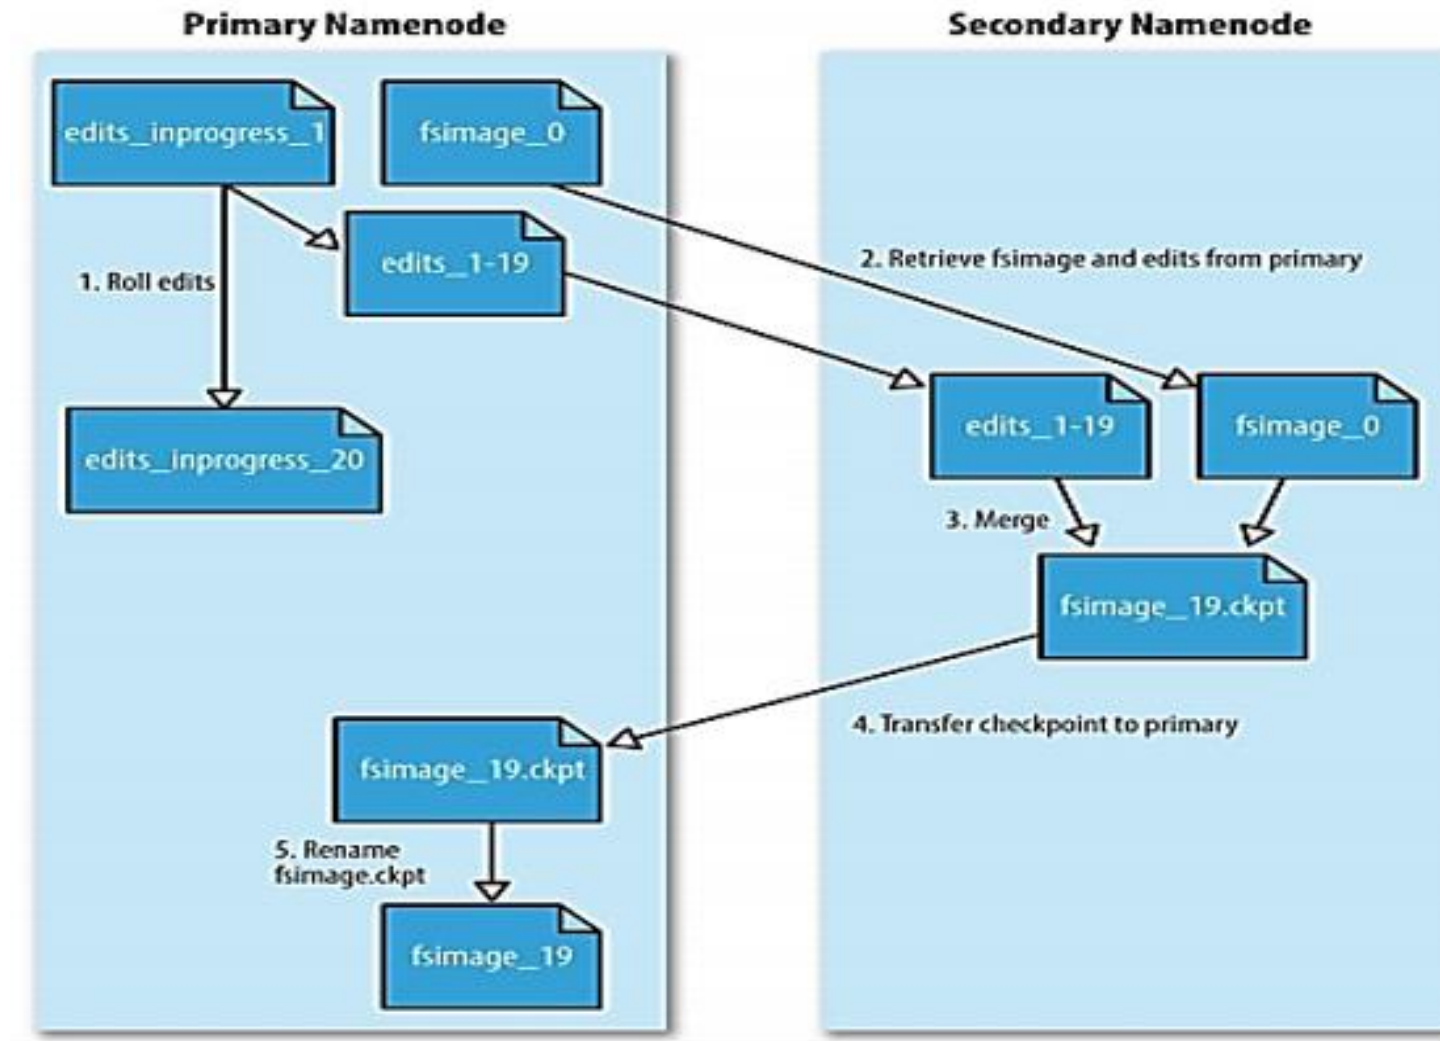 Primary Namenode
Secondary Namenode
edits_inprogress_1
fsimage_0
edits_1-19
1. Roll edits
2. Retrieve fsimage and edits from primary
edits_inprogress_20
edits_1-19
fsimage_0
3. Merge
fsimage_19.ckpt
4. Transfer checkpoint to primary
fsimage_19.ckpt
5. Rename
fsimage.ckpt
fsimage_19